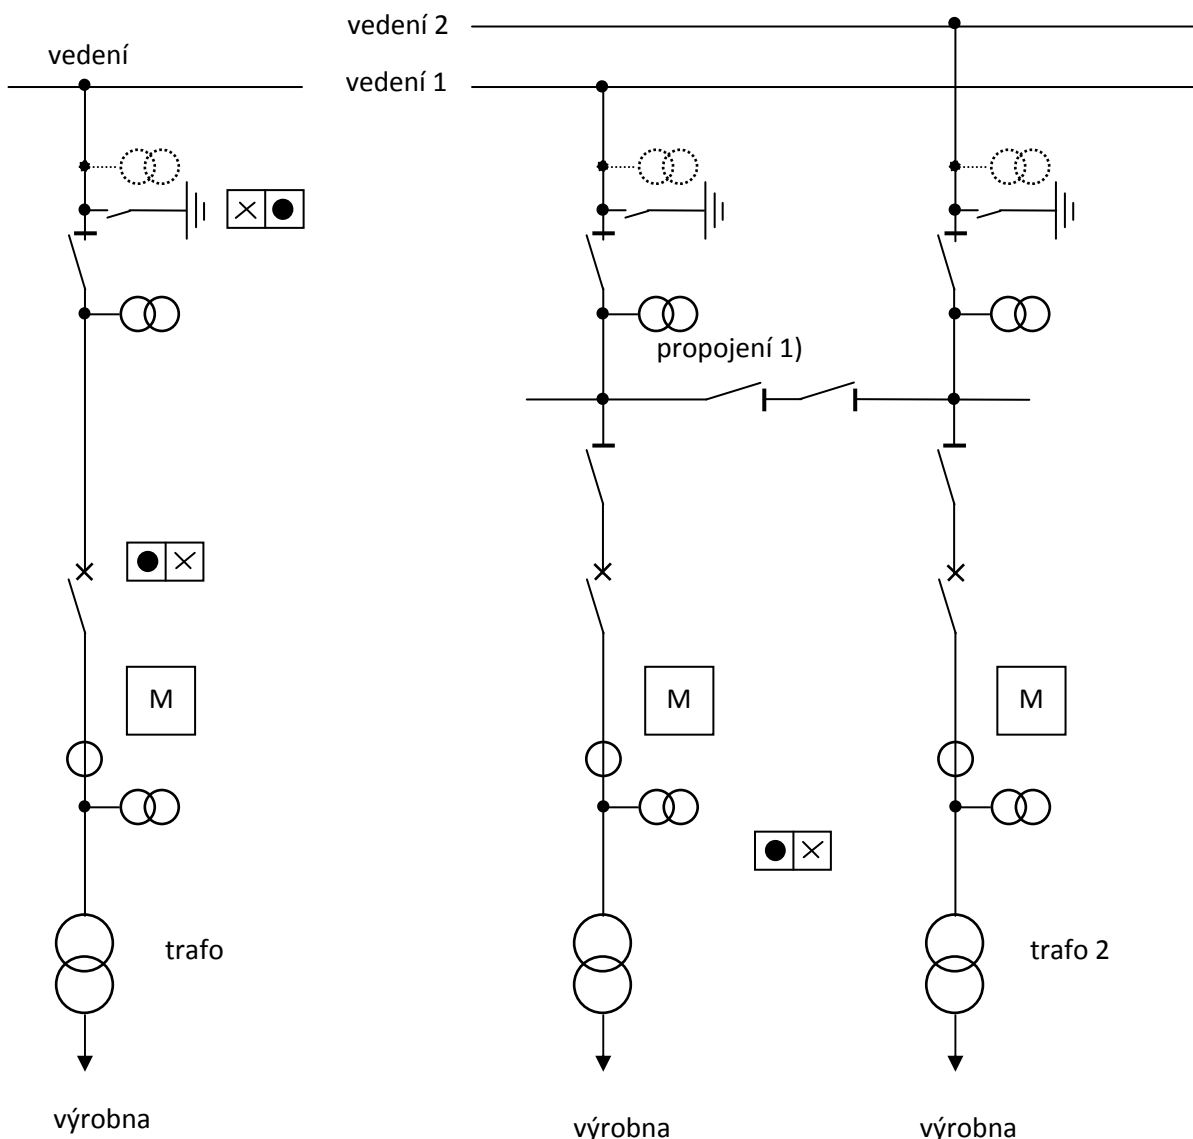 vedení 2
vedení
vedení 1
propojení 1)
M
M
M
trafo
trafo 2
výrobna
výrobna
výrobna